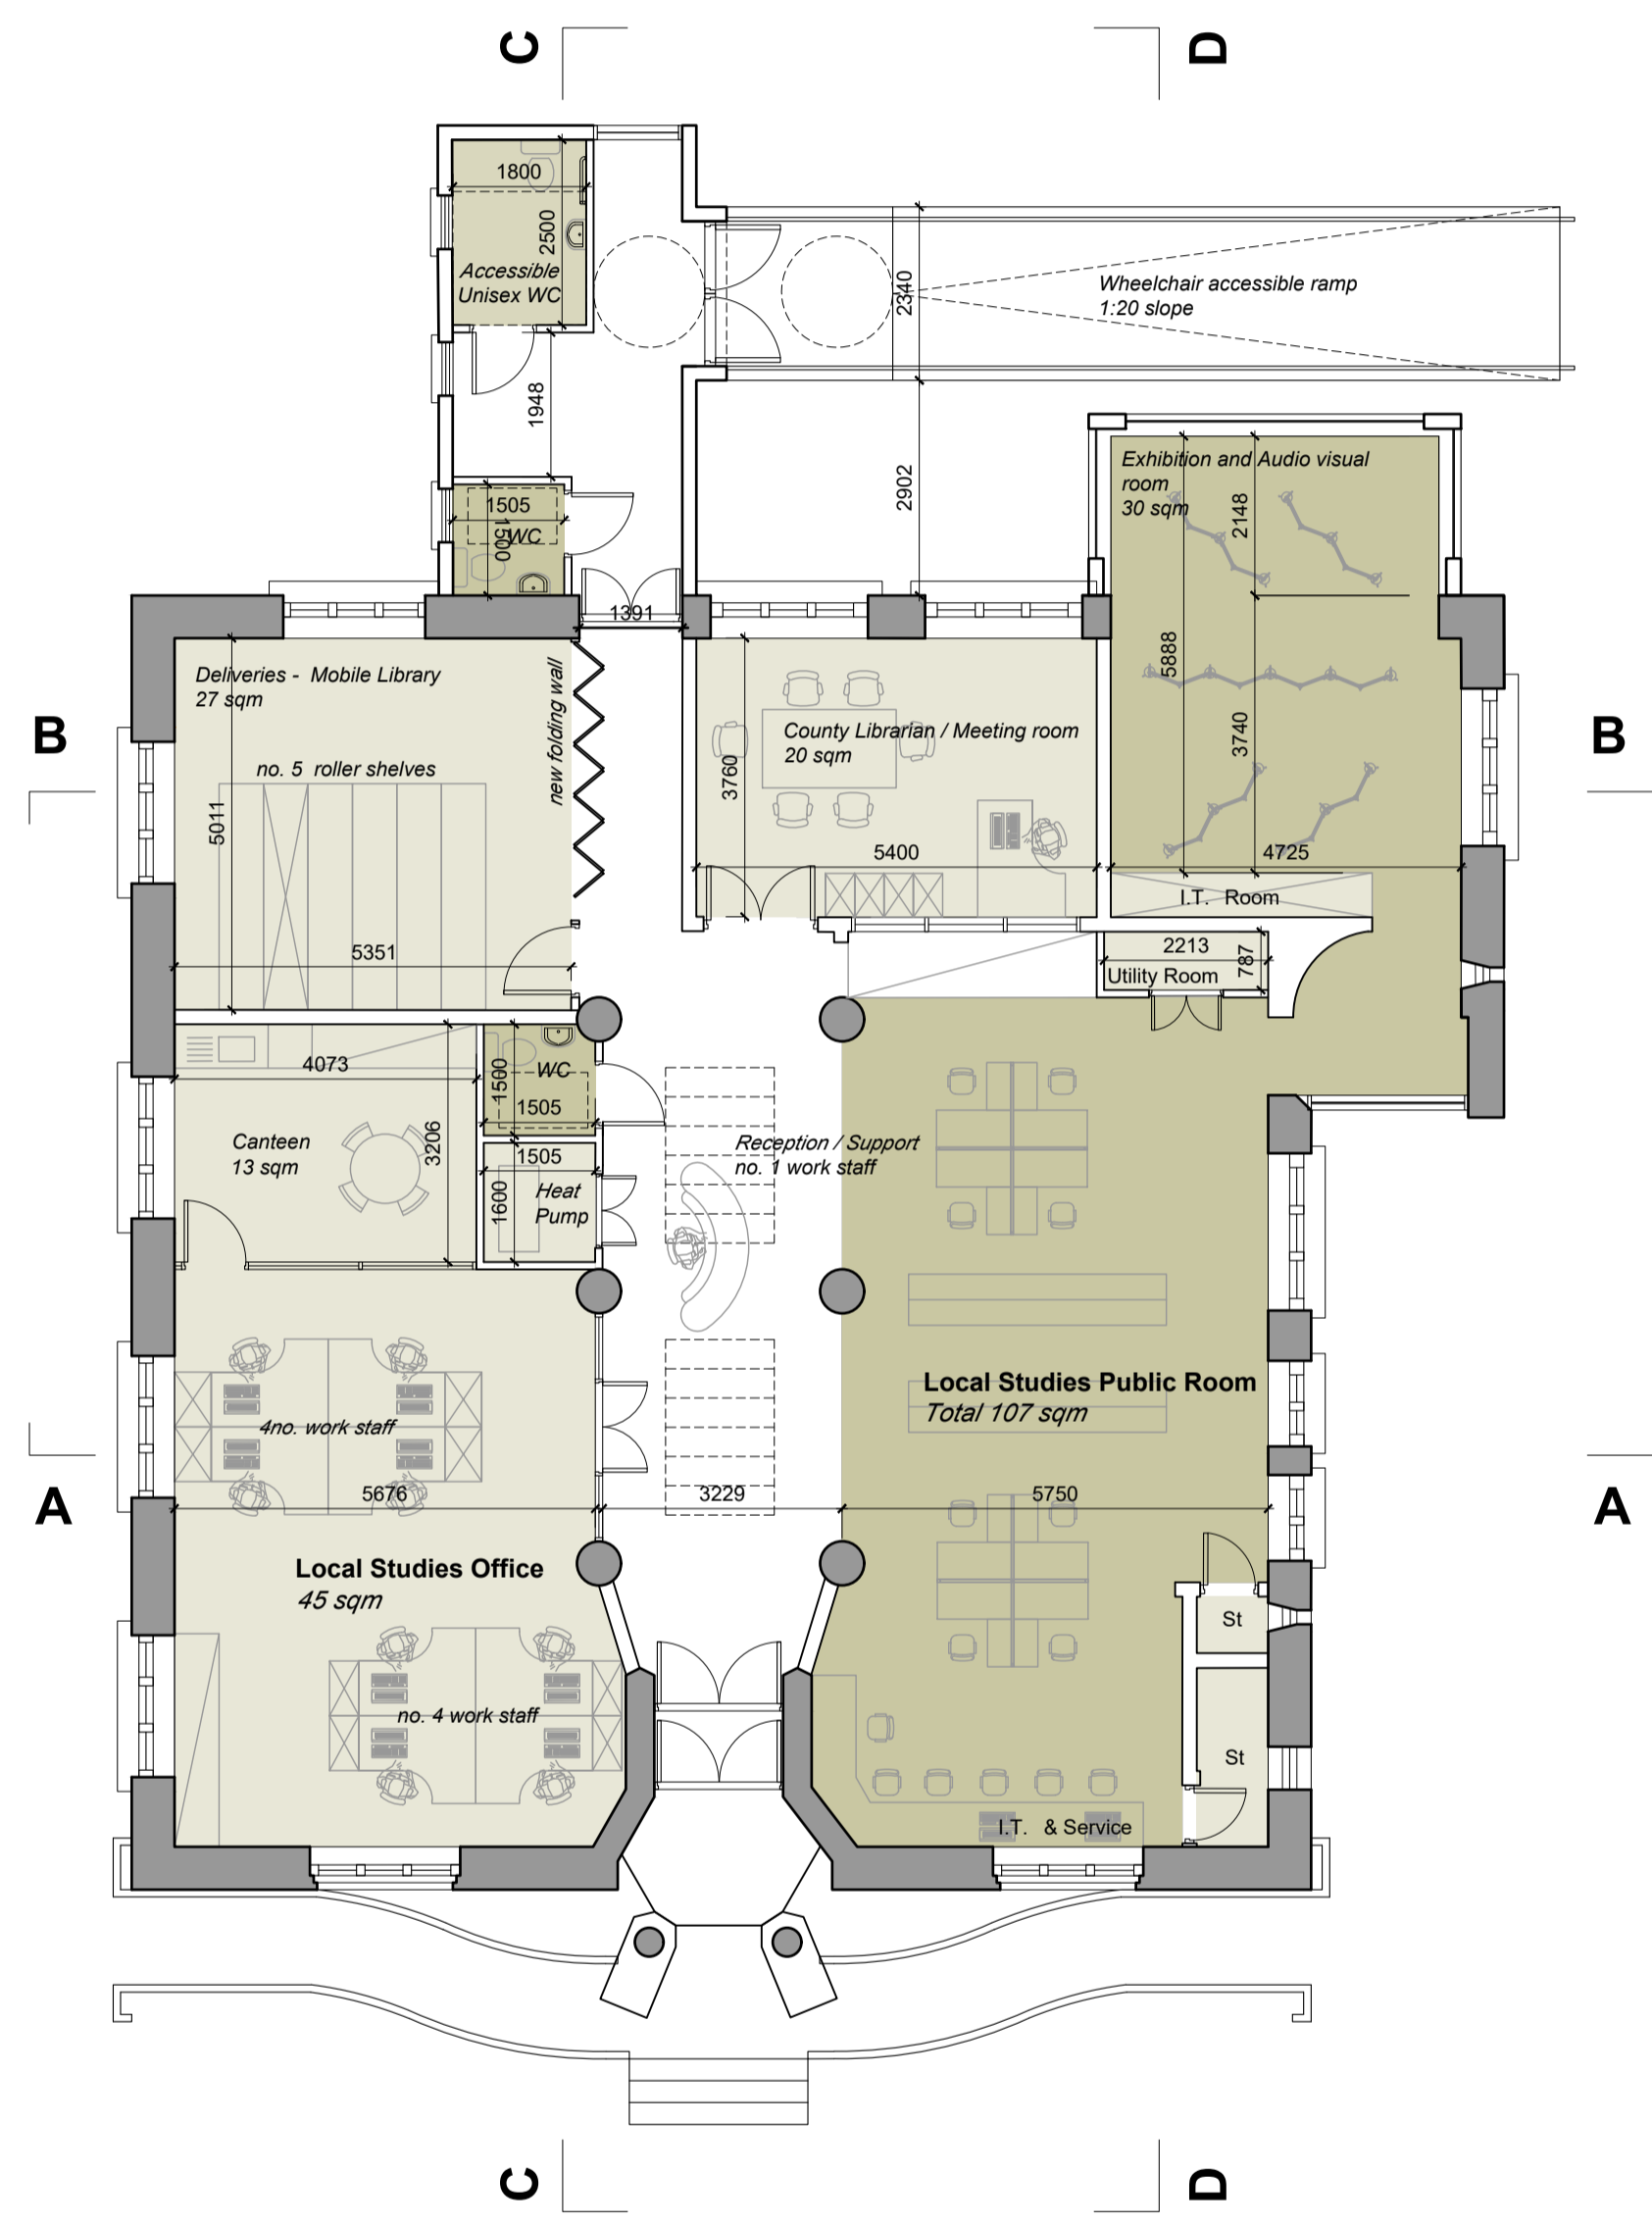 C
D
1800
2500
Accessible
Unisex WC
2340
Wheelchair accessible ramp
1:20 slope
1948
2902
1505
WC
1500
Exhibition and Audio visual
room
30 sqm
2148
1391
Deliveries - Mobile Library
27 sqm
new folding wall
5888
B
B
County Librarian / Meeting room
20 sqm
3740
no. 5 roller shelves
3760
5011
5400
4725
I.T. Room
5351
2213
787
Utility Room
4073
1500
WC
1505
Canteen
13 sqm
3206
Reception / Support
no. 1 work staff
1505
1600
Heat
Pump
Local Studies Public Room
Total 107 sqm
4no. work staff
5676
3229
5750
A
A
Local Studies Office
45 sqm
St
no. 4 work staff
St
I.T. & Service
C
D